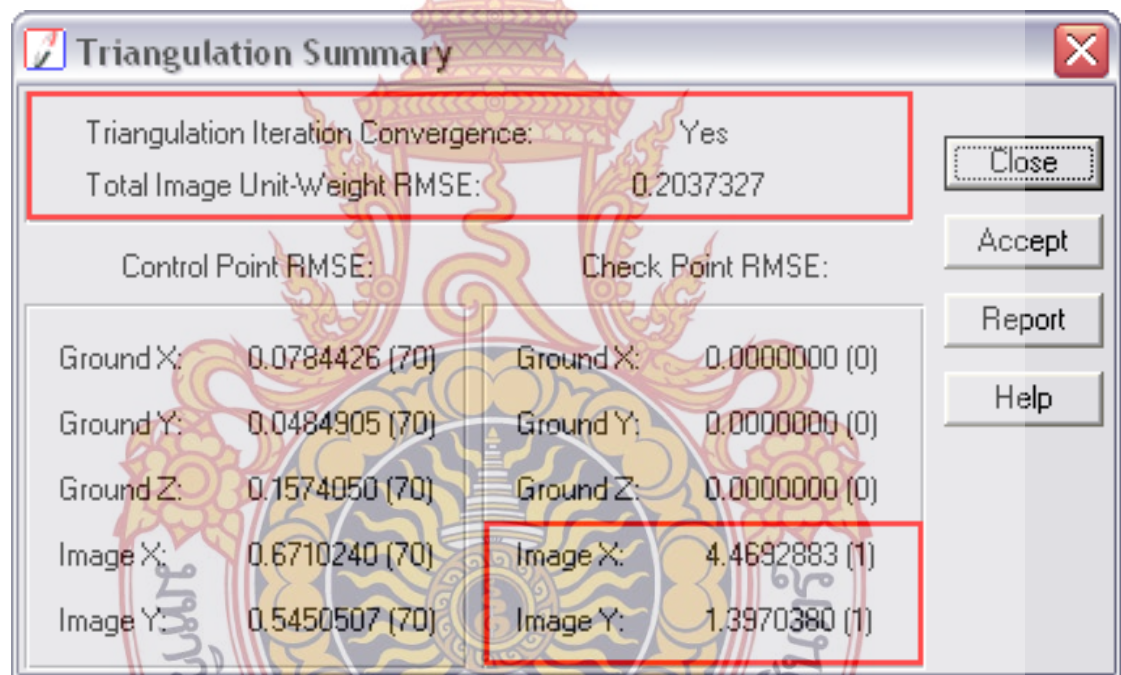 Triangulation Summary
Triangulation Iteration Convergence: Yes
Total Image Unit-Weight RMSE: 0.2037327
Close
Accept
Report
Help
Control Point RMSE: Check Point RMSE:
Ground X: 0.0784426 (70) Ground X: 0.0000000 (0)
Ground Y: 0.0484905 (70) Ground Y: 0.0000000 (0)
Ground Z: 0.1574050 (70) Ground Z: 0.0000000 (0)
Image X: 0.6710240 (70) Image X: 4.4692883 (1)
Image Y: 0.5450507 (70) Image Y: 1.3970380 (1)